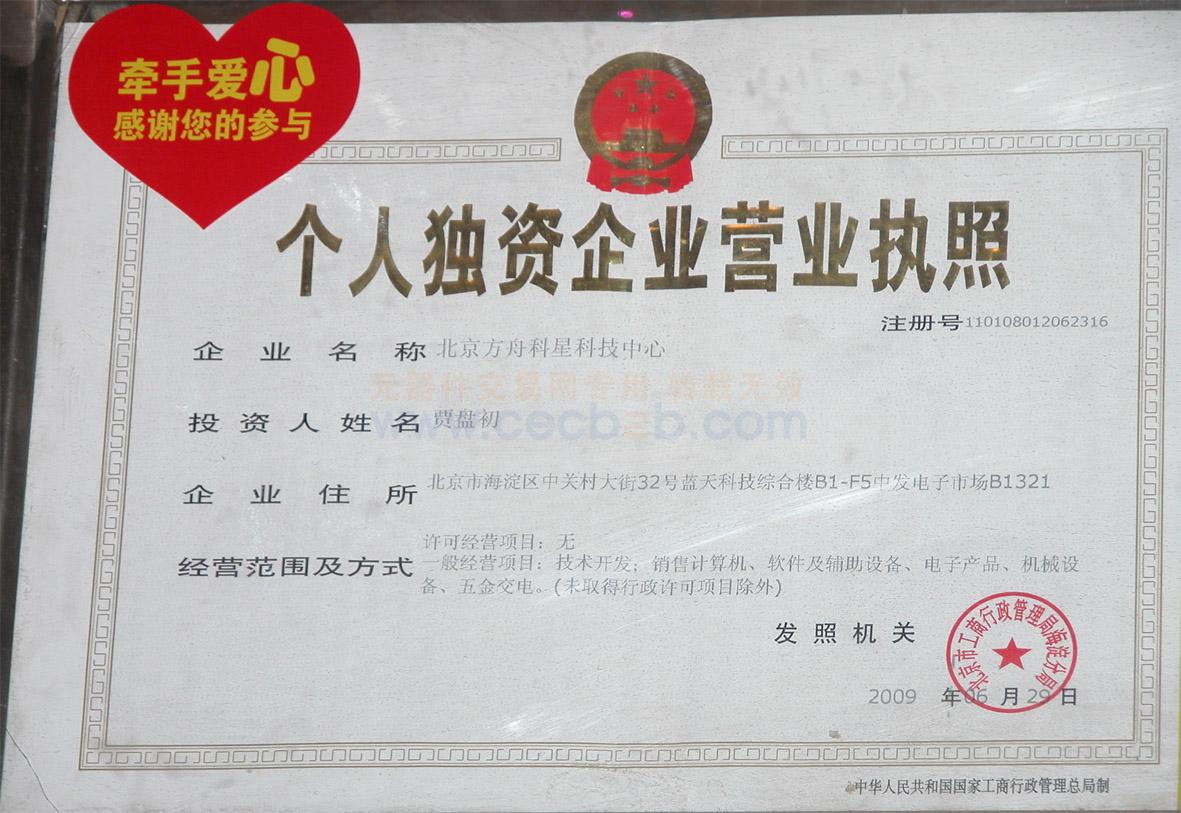 牵手爱心
感谢您的参与
个人独资企业营业执照
注册号110108012062316
企业名称 北京方舟科星科技中心
元器件交易网专用 转载无效
www.cecb2b.com
投资人姓名 贾盘初
企业住所 北京市海淀区中关村大街32号蓝天科技综合楼B1-F5中发电子市场B1321
许可经营项目：无
经营范围及方式 一般经营项目：技术开发；销售计算机、软件及辅助设备、电子产品、机械设
备、五金交电。(未取得行政许可项目除外)
发照机关
北京市工商行政管理局海淀分局
2009 年06 月29日
中华人民共和国国家工商行政管理总局制